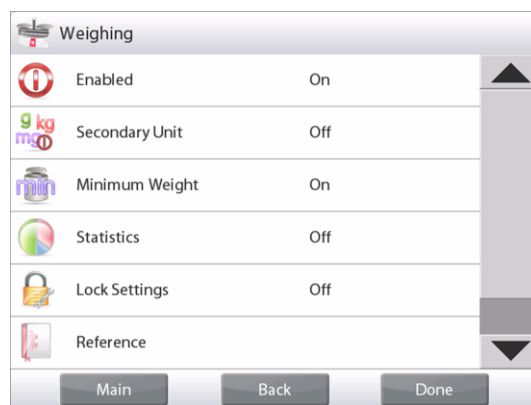 Weighing
Enabled On
g kg
mg
Secondary Unit Off
min
Minimum Weight On
Statistics Off
Lock Settings Off
Reference
Main Back Done